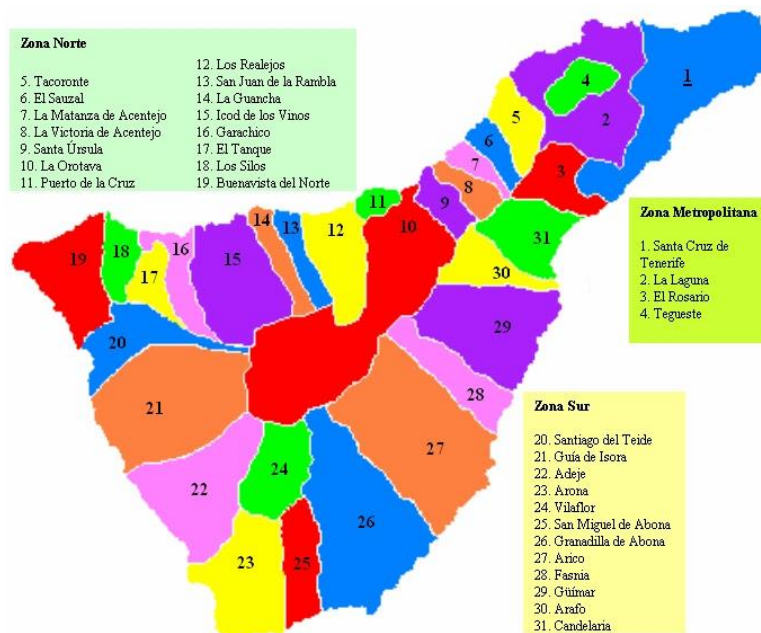 Zona Norte
5. Tacoronte
6. El Sauzal
7. La Matanza de Acentejo
8. La Victoria de Acentejo
9. Santa Úrsula
10. La Orotava
11. Puerto de la Cruz
12. Los Realejos
13. San Juan de la Rambla
14. La Guancha
15. Icod de los Vinos
16. Garachico
17. El Tanque
18. Los Silos
19. Buenavista del Norte
Zona Metropolitana
1. Santa Cruz de
Tenerife
2. La Laguna
3. El Rosario
4. Tegueste
Zona Sur
20. Santiago del Teide
21. Guía de Isora
22. Adeje
23. Arona
24. Vilaflor
25. San Miguel de Abona
26. Granadilla de Abona
27. Arico
28. Fasnia
29. Güímar
30. Arafo
31. Candelaria
1
4
2
5
6
3
7
8
9
11
10
31
12
13
14
15
16
18
19
17
30
29
20
28
21
27
24
22
26
23
25